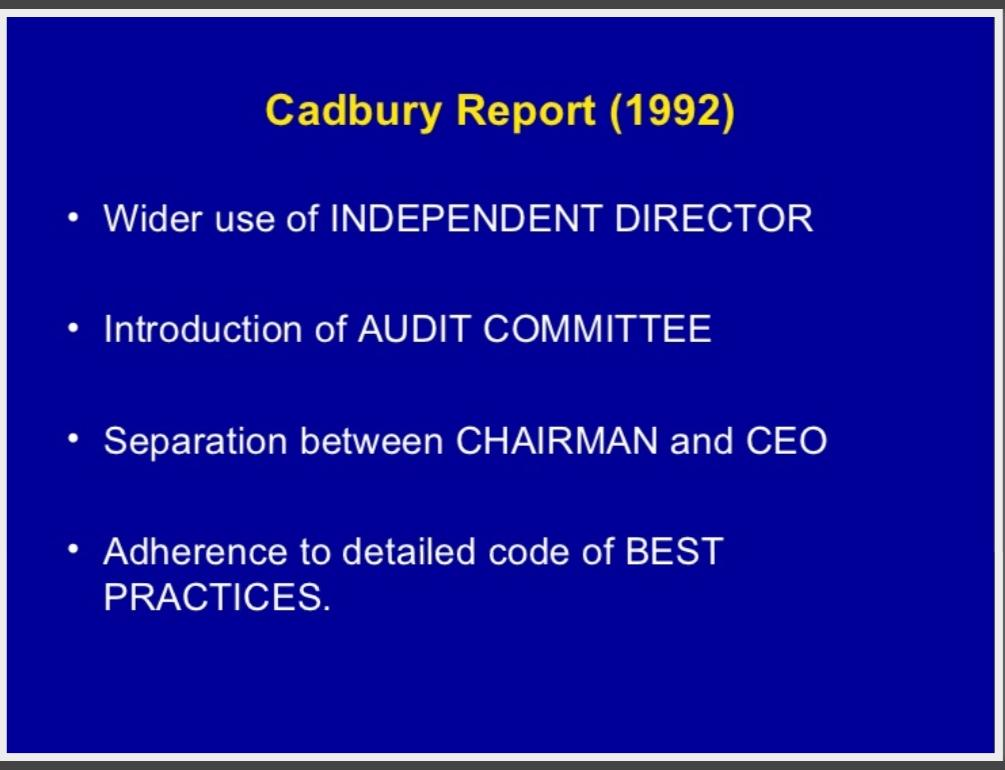 Cadbury Report (1992)
• Wider use of INDEPENDENT DIRECTOR
• Introduction of AUDIT COMMITTEE
• Separation between CHAIRMAN and CEO
• Adherence to detailed code of BEST
PRACTICES.